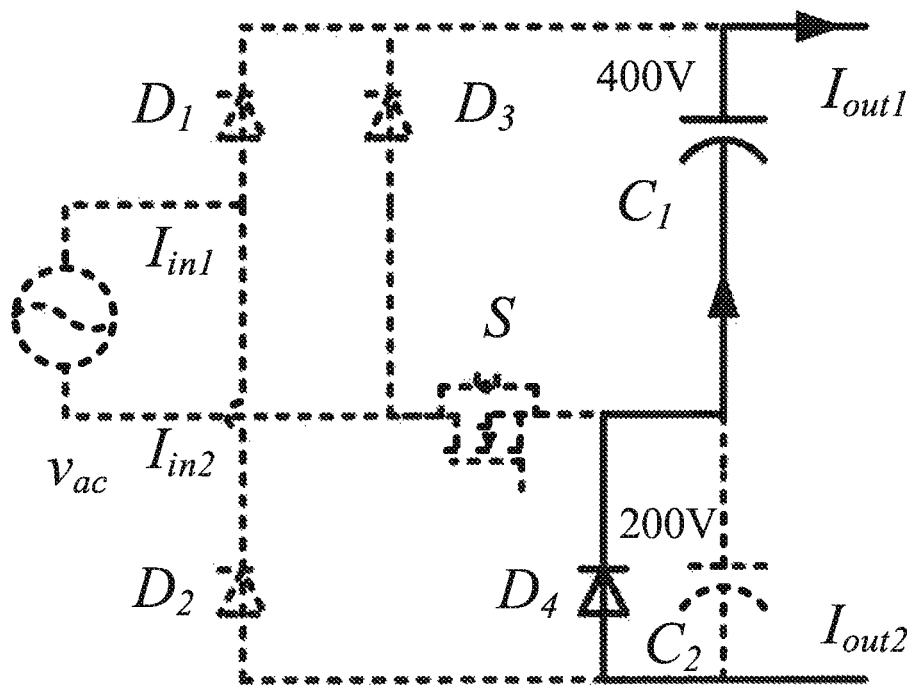 400V
D1
D3
Iout1
C1
Iin1
S
Iin2
vac
200V
D2
D4
C2
Iout2